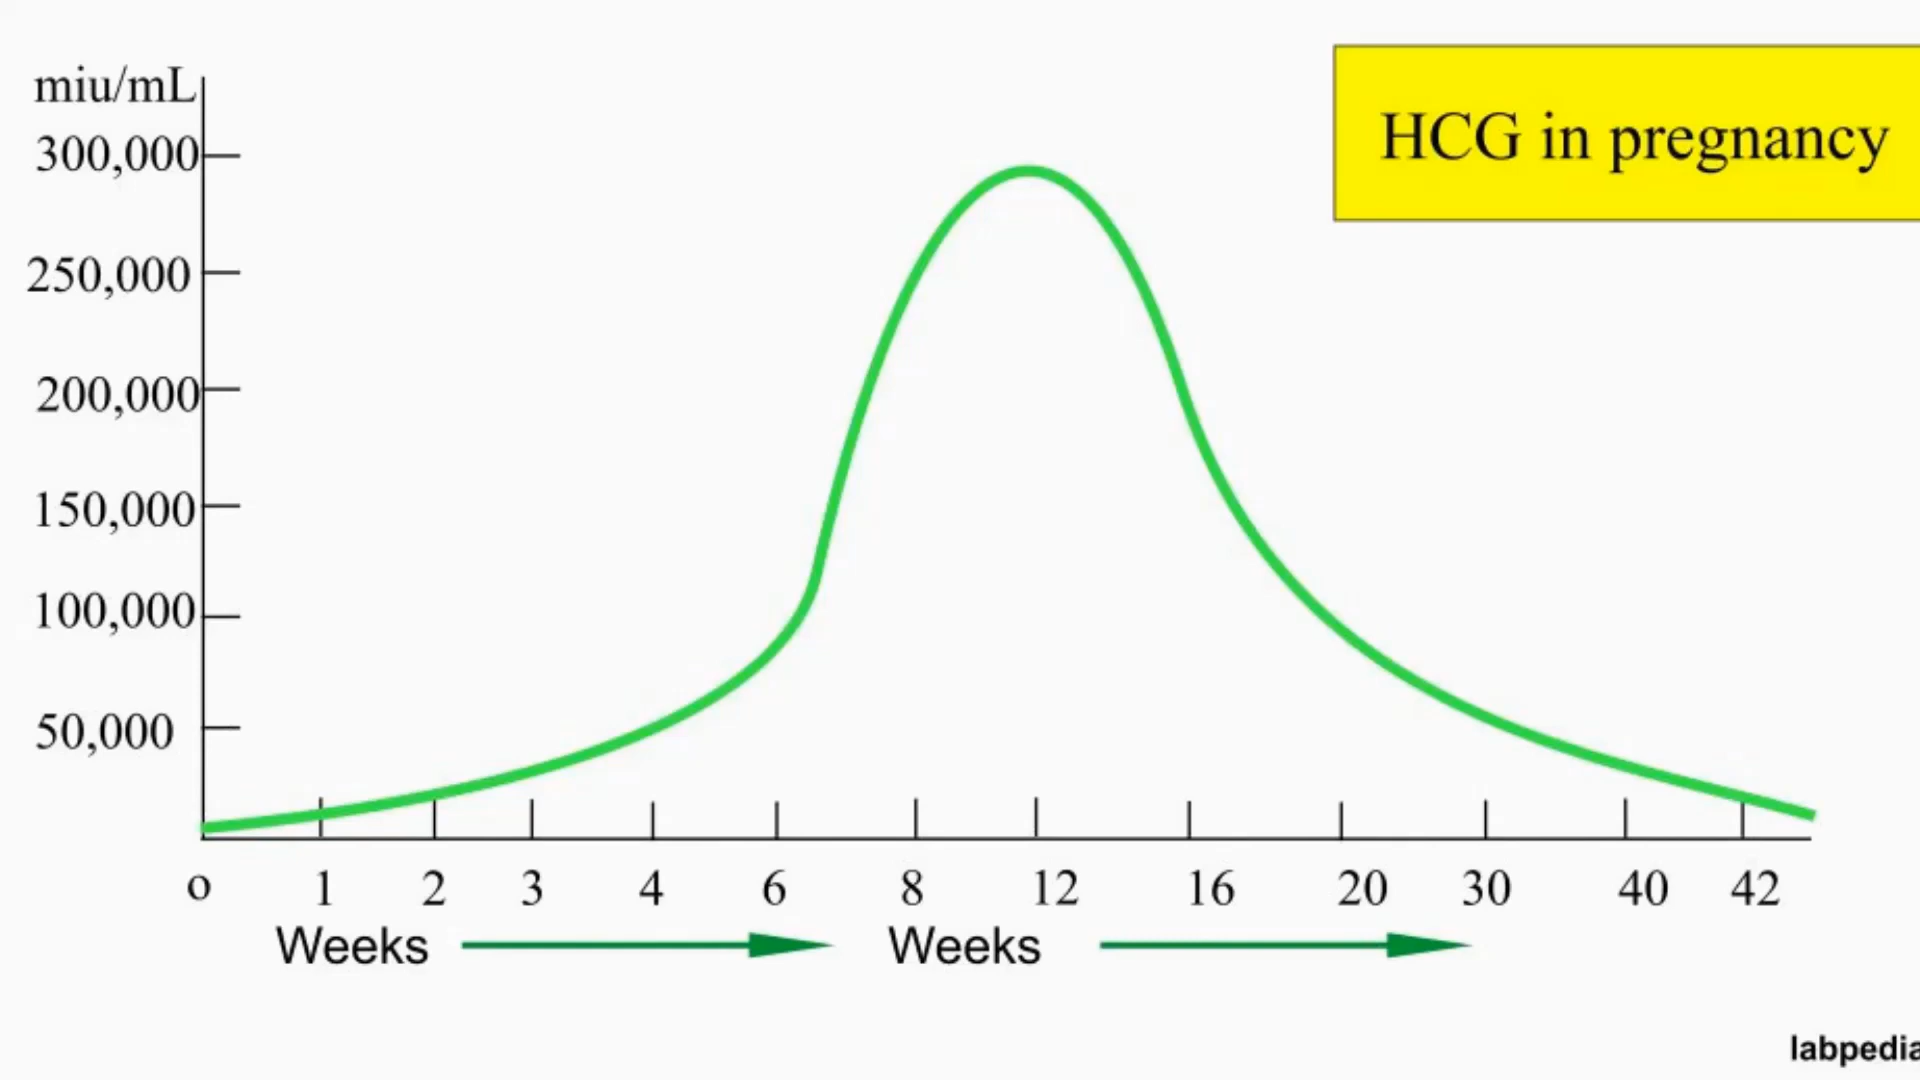 miu/mL
HCG in pregnancy
300,000
250,000
200,000
150,000
100,000
50,000
o 1 2 3 4 6 8 12 16 20 30 40 42
Weeks Weeks
labpedia